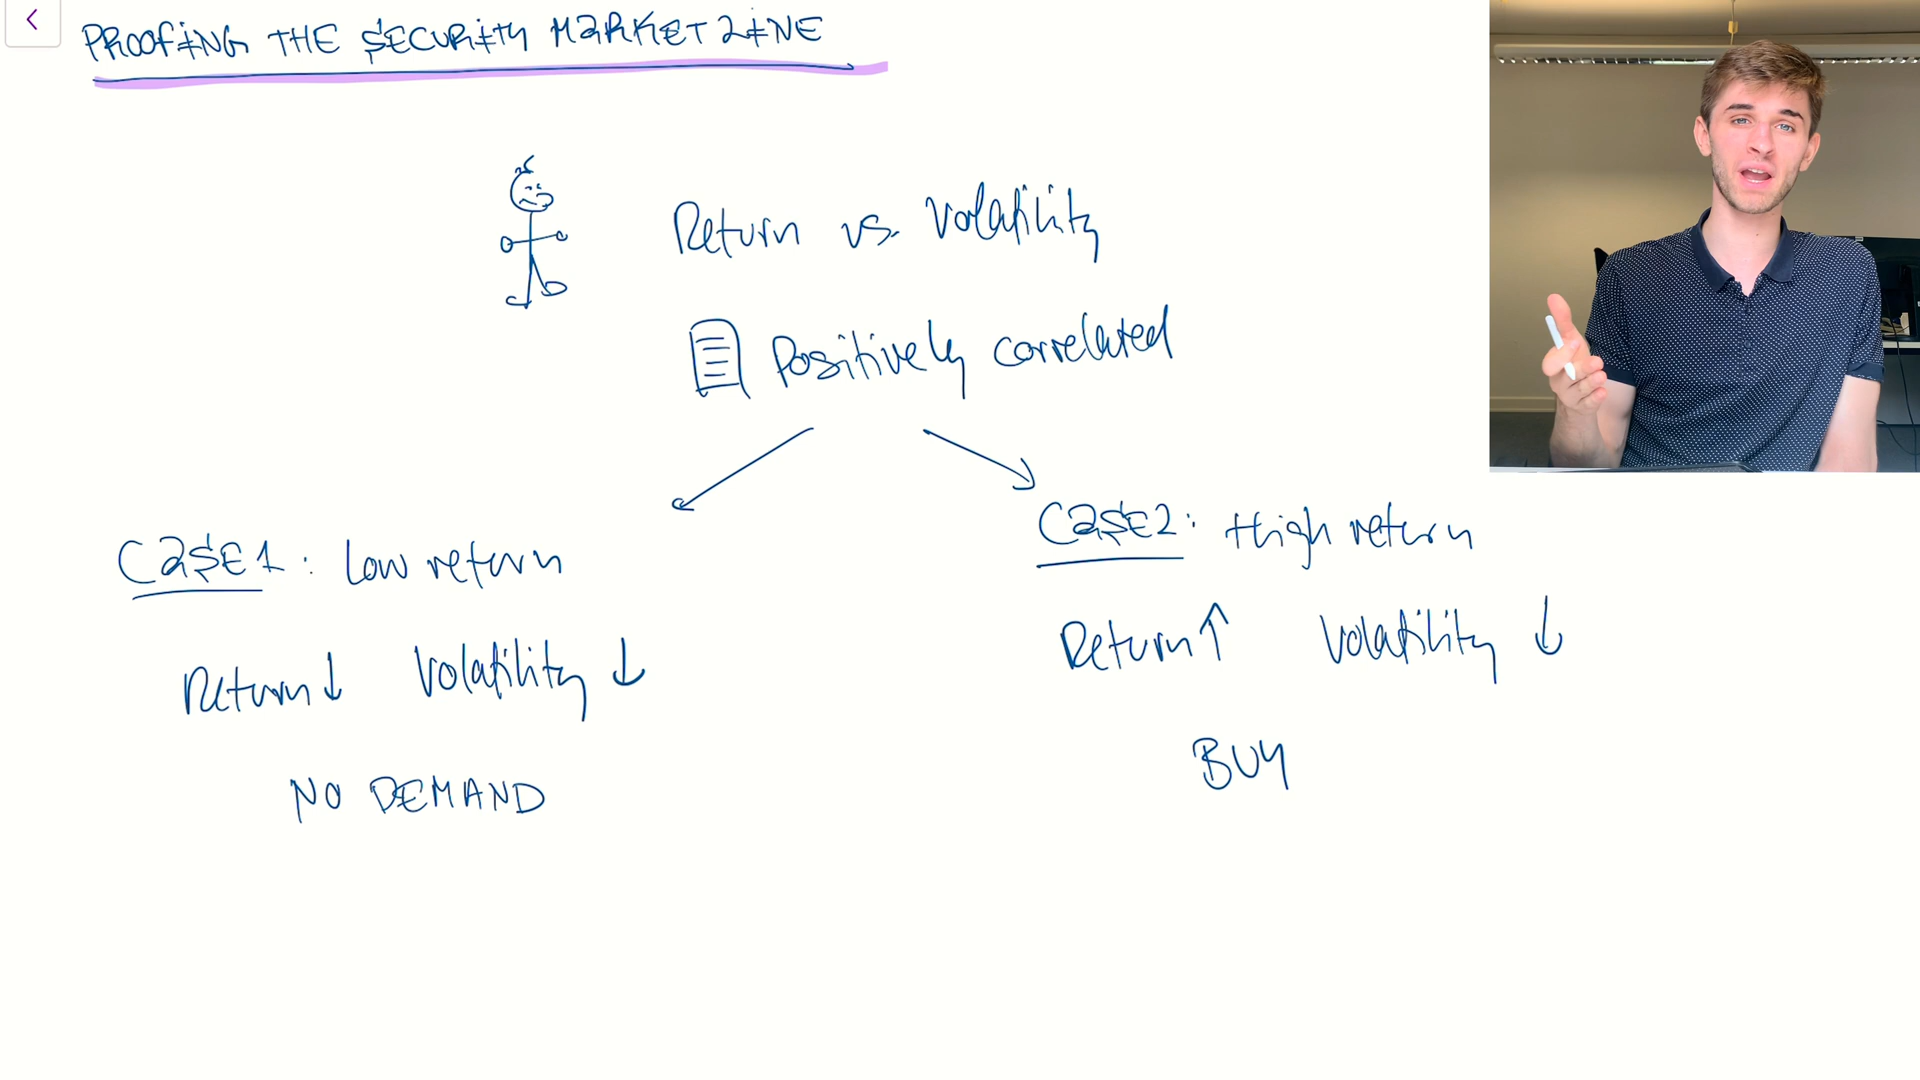 PROOFING THE SECURITY MARKET LINE
Return vs. Volatility
Positively correlated
CASE 1: Low return
Return ↓ Volatility ↓
NO DEMAND
CASE 2: High return
Return ↑ Volatility ↓
BUY